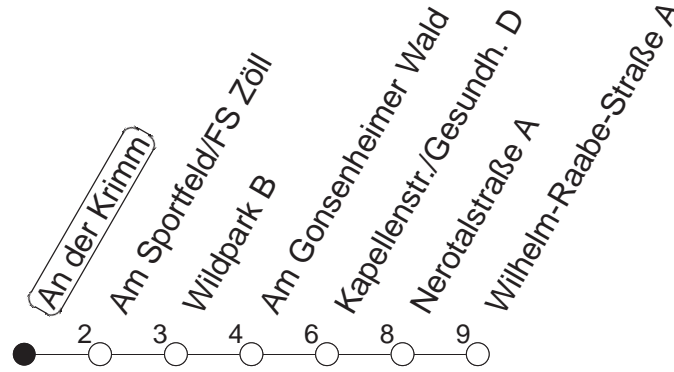 An der Krimm
Am Sportfeld/FS Zöll
Wildpark B
Am Gonsenheimer Wald
Kapellenstr./Gesundh. D
Nerotalstraße A
Wilhelm-Raabe-Straße A
2 3 4 6 8 9